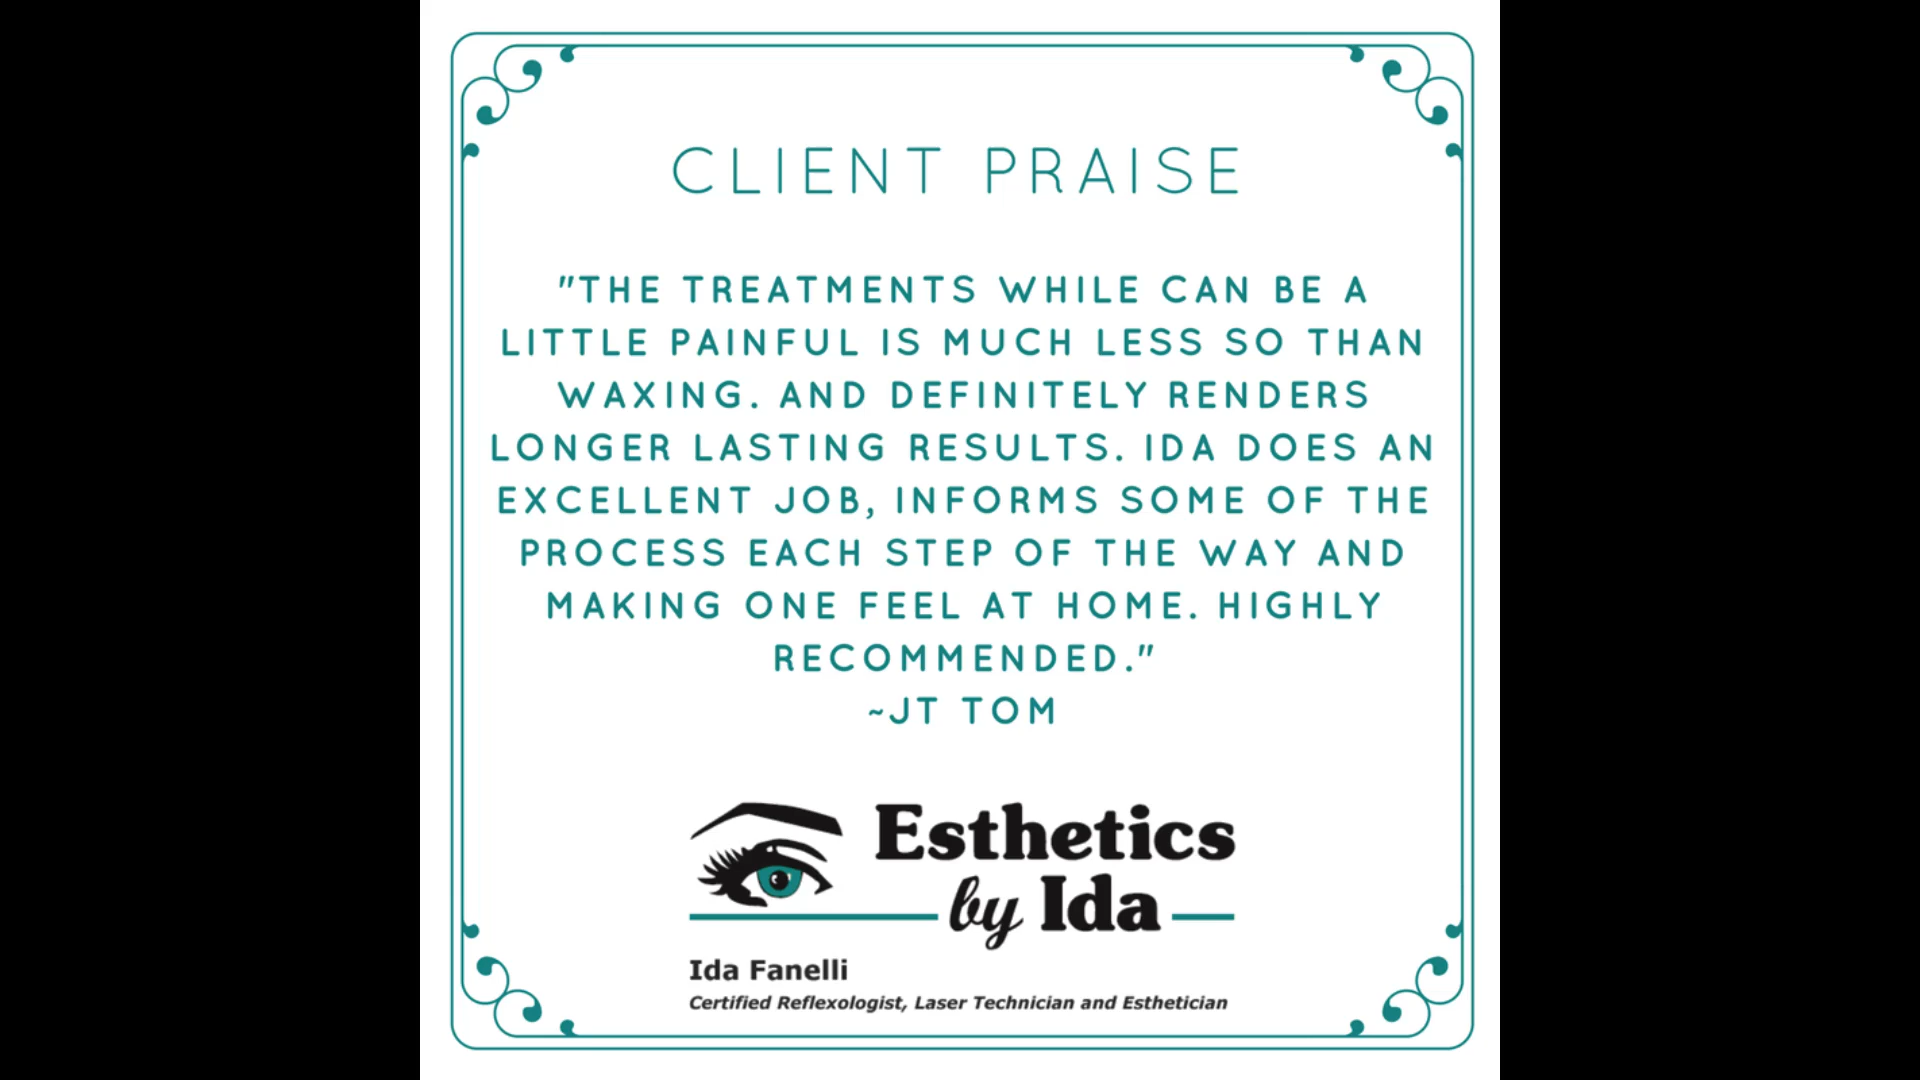 CLIENT PRAISE
"THE TREATMENTS WHILE CAN BE A
LITTLE PAINFUL IS MUCH LESS SO THAN
WAXING. AND DEFINITELY RENDERS
LONGER LASTING RESULTS. IDA DOES AN
EXCELLENT JOB, INFORMS SOME OF THE
PROCESS EACH STEP OF THE WAY AND
MAKING ONE FEEL AT HOME. HIGHLY
RECOMMENDED."
~JT TOM
Esthetics
by Ida
Ida Fanelli
Certified Reflexologist, Laser Technician and Esthetician